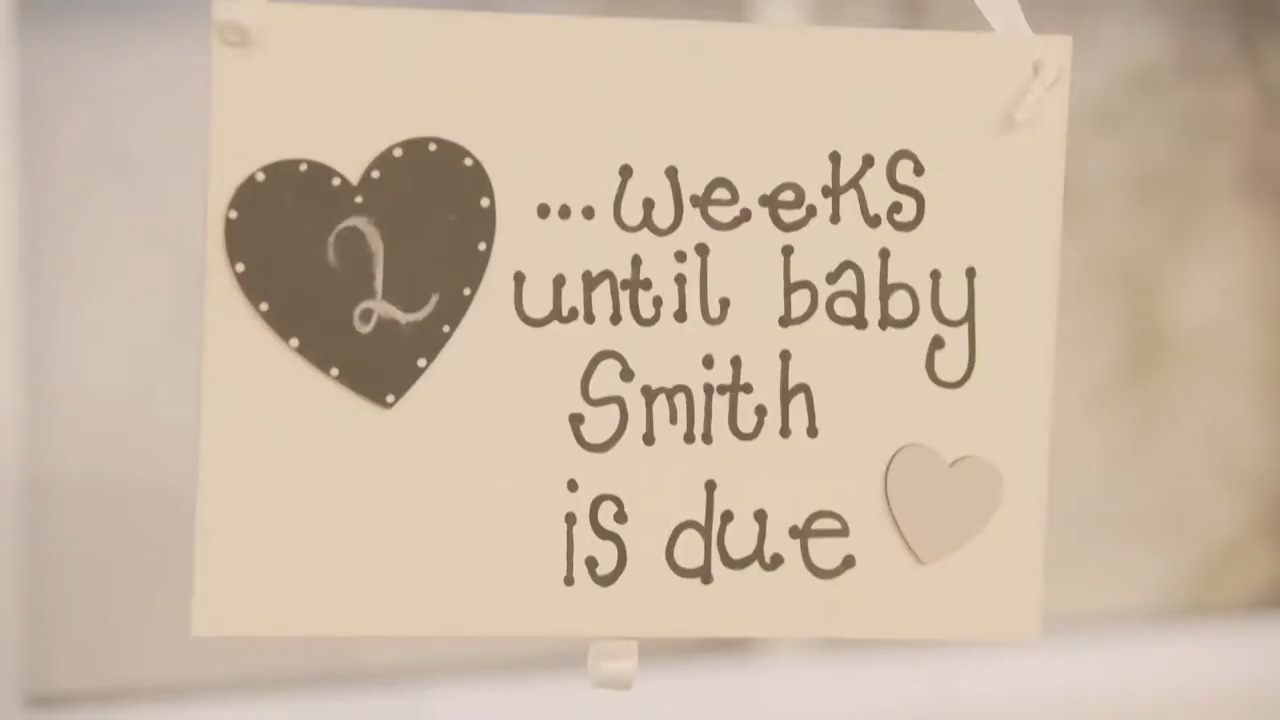 2
...weeks
until baby
Smith
is due